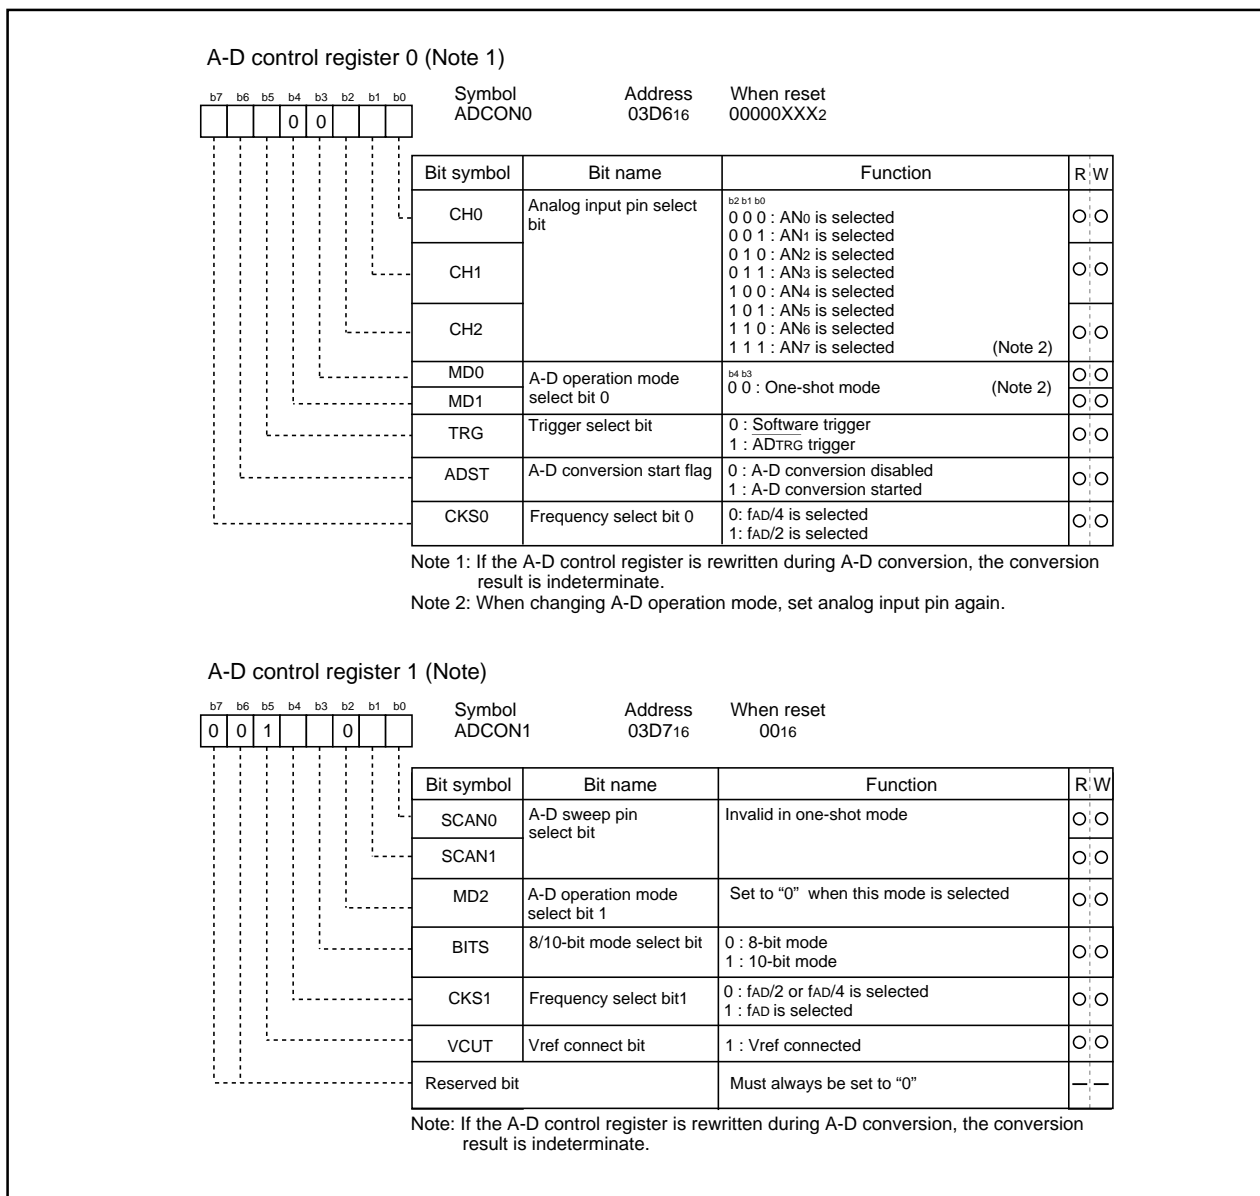 A-D control register 0 (Note 1)
b7 b6 b5 b4 b3 b2 b1 b0
0 0
Symbol Address When reset
ADCON0 03D616 00000XXX2
Bit symbol Bit name Function R W
CH0 Analog input pin select
bit
b2 b1 b0
0 0 0 : AN0 is selected
0 0 1 : AN1 is selected
0 1 0 : AN2 is selected
CH1
0 1 1 : AN3 is selected
1 0 0 : AN4 is selected
1 0 1 : AN5 is selected
CH2
1 1 0 : AN6 is selected
1 1 1 : AN7 is selected (Note 2)
MD0 A-D operation mode
MD1 select bit 0
b4 b3
0 0 : One-shot mode (Note 2)
TRG Trigger select bit 0 : Software trigger
1 : ADTRG trigger
ADST A-D conversion start flag 0 : A-D conversion disabled
1 : A-D conversion started
CKS0 Frequency select bit 0 0: fAD/4 is selected
1: fAD/2 is selected
Note 1: If the A-D control register is rewritten during A-D conversion, the conversion
result is indeterminate.
Note 2: When changing A-D operation mode, set analog input pin again.
A-D control register 1 (Note)
b7 b6 b5 b4 b3 b2 b1 b0
0 0 1 0
Symbol Address When reset
ADCON1 03D716 0016
Bit symbol Bit name Function R W
SCAN0 A-D sweep pin
select bit
Invalid in one-shot mode
SCAN1
MD2 A-D operation mode
select bit 1
Set to “0” when this mode is selected
BITS 8/10-bit mode select bit 0 : 8-bit mode
1 : 10-bit mode
CKS1 Frequency select bit1 0 : fAD/2 or fAD/4 is selected
1 : fAD is selected
VCUT Vref connect bit 1 : Vref connected
Reserved bit Must always be set to “0”
Note: If the A-D control register is rewritten during A-D conversion, the conversion
result is indeterminate.